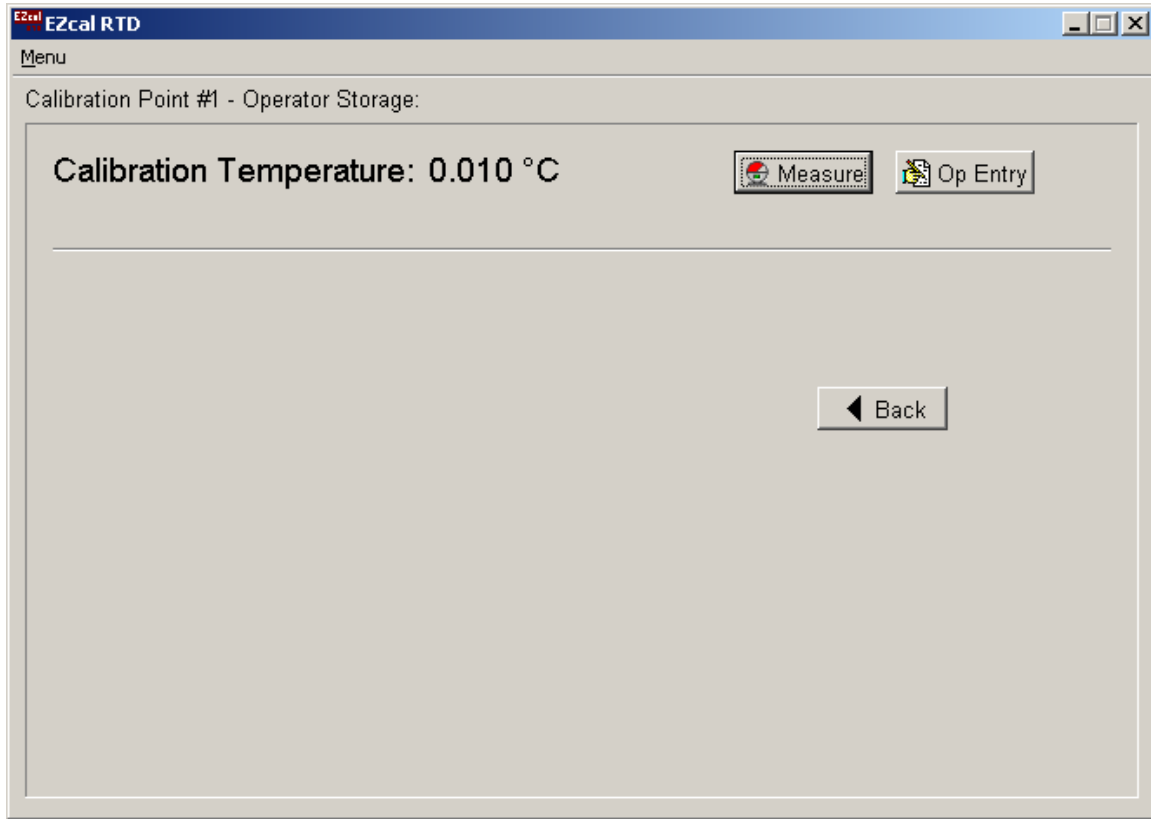 EZcal EZcal RTD
Menu
Calibration Point #1 - Operator Storage:
Calibration Temperature: 0.010 °C
Measure
Op Entry
Back